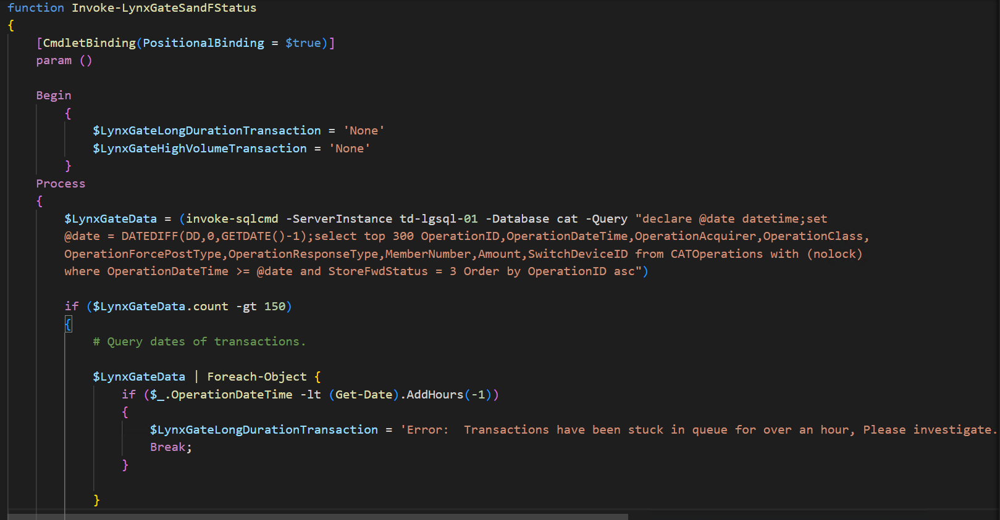 function Invoke-LynxGateSandFStatus
{
[CmdletBinding(PositionalBinding = $true)]
param ()
Begin
{
$LynxGateLongDurationTransaction = 'None'
$LynxGateHighVolumeTransaction = 'None'
}
Process
{
$LynxGateData = (invoke-sqlcmd -ServerInstance td-lgsql-01 -Database cat -Query "declare @date datetime;set
@date = DATEDIFF(DD,0,GETDATE()-1);select top 300 OperationID,OperationDateTime,OperationAcquirer,OperationClass,
OperationForcePostType,OperationResponseType,MemberNumber,Amount,SwitchDeviceID from CATOperations with (nolock)
where OperationDateTime >= @date and StoreFwdStatus = 3 Order by OperationID asc")
if ($LynxGateData.count -gt 150)
{
# Query dates of transactions.
$LynxGateData | Foreach-Object {
if ($_.OperationDateTime -lt (Get-Date).AddHours(-1))
{
$LynxGateLongDurationTransaction = 'Error:  Transactions have been stuck in queue for over an hour, Please investigate.
Break;
}
}